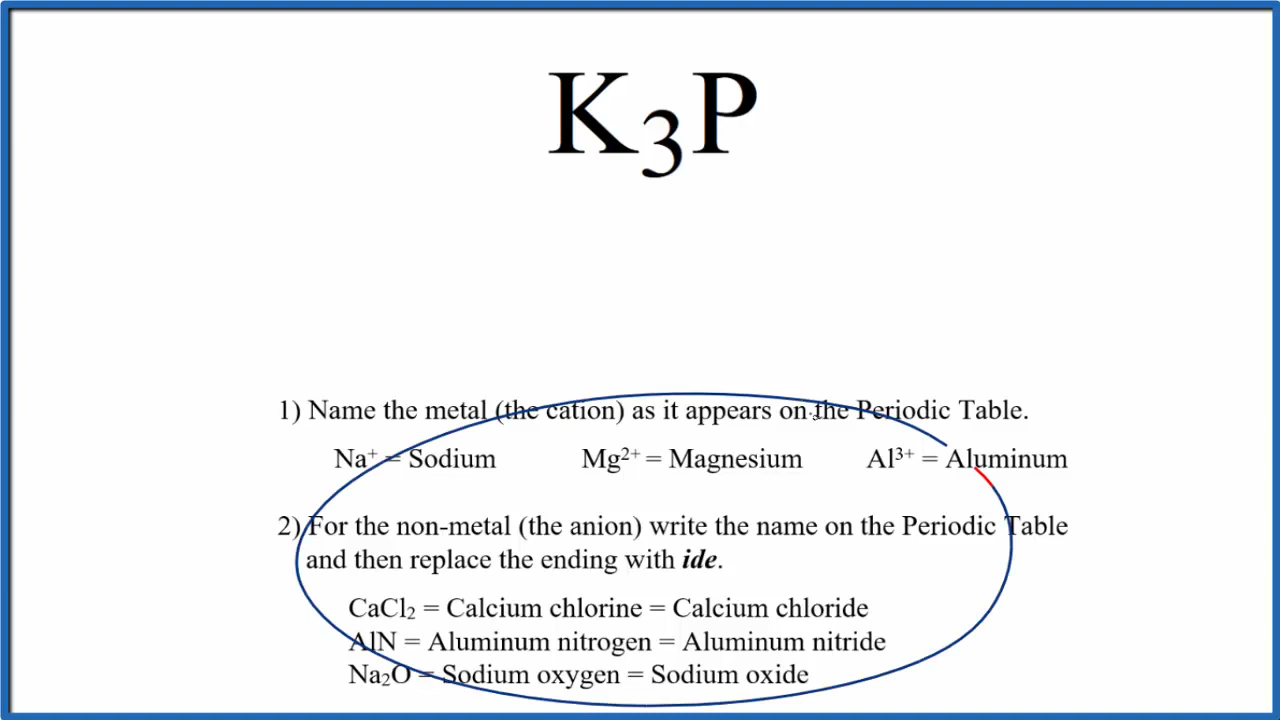 K₃P
1) Name the metal (the cation) as it appears on the Periodic Table.
Na⁺ = Sodium Mg²⁺ = Magnesium Al³⁺ = Aluminum
2) For the non-metal (the anion) write the name on the Periodic Table
and then replace the ending with ide.
CaCl₂ = Calcium chlorine = Calcium chloride
AlN = Aluminum nitrogen = Aluminum nitride
Na₂O = Sodium oxygen = Sodium oxide